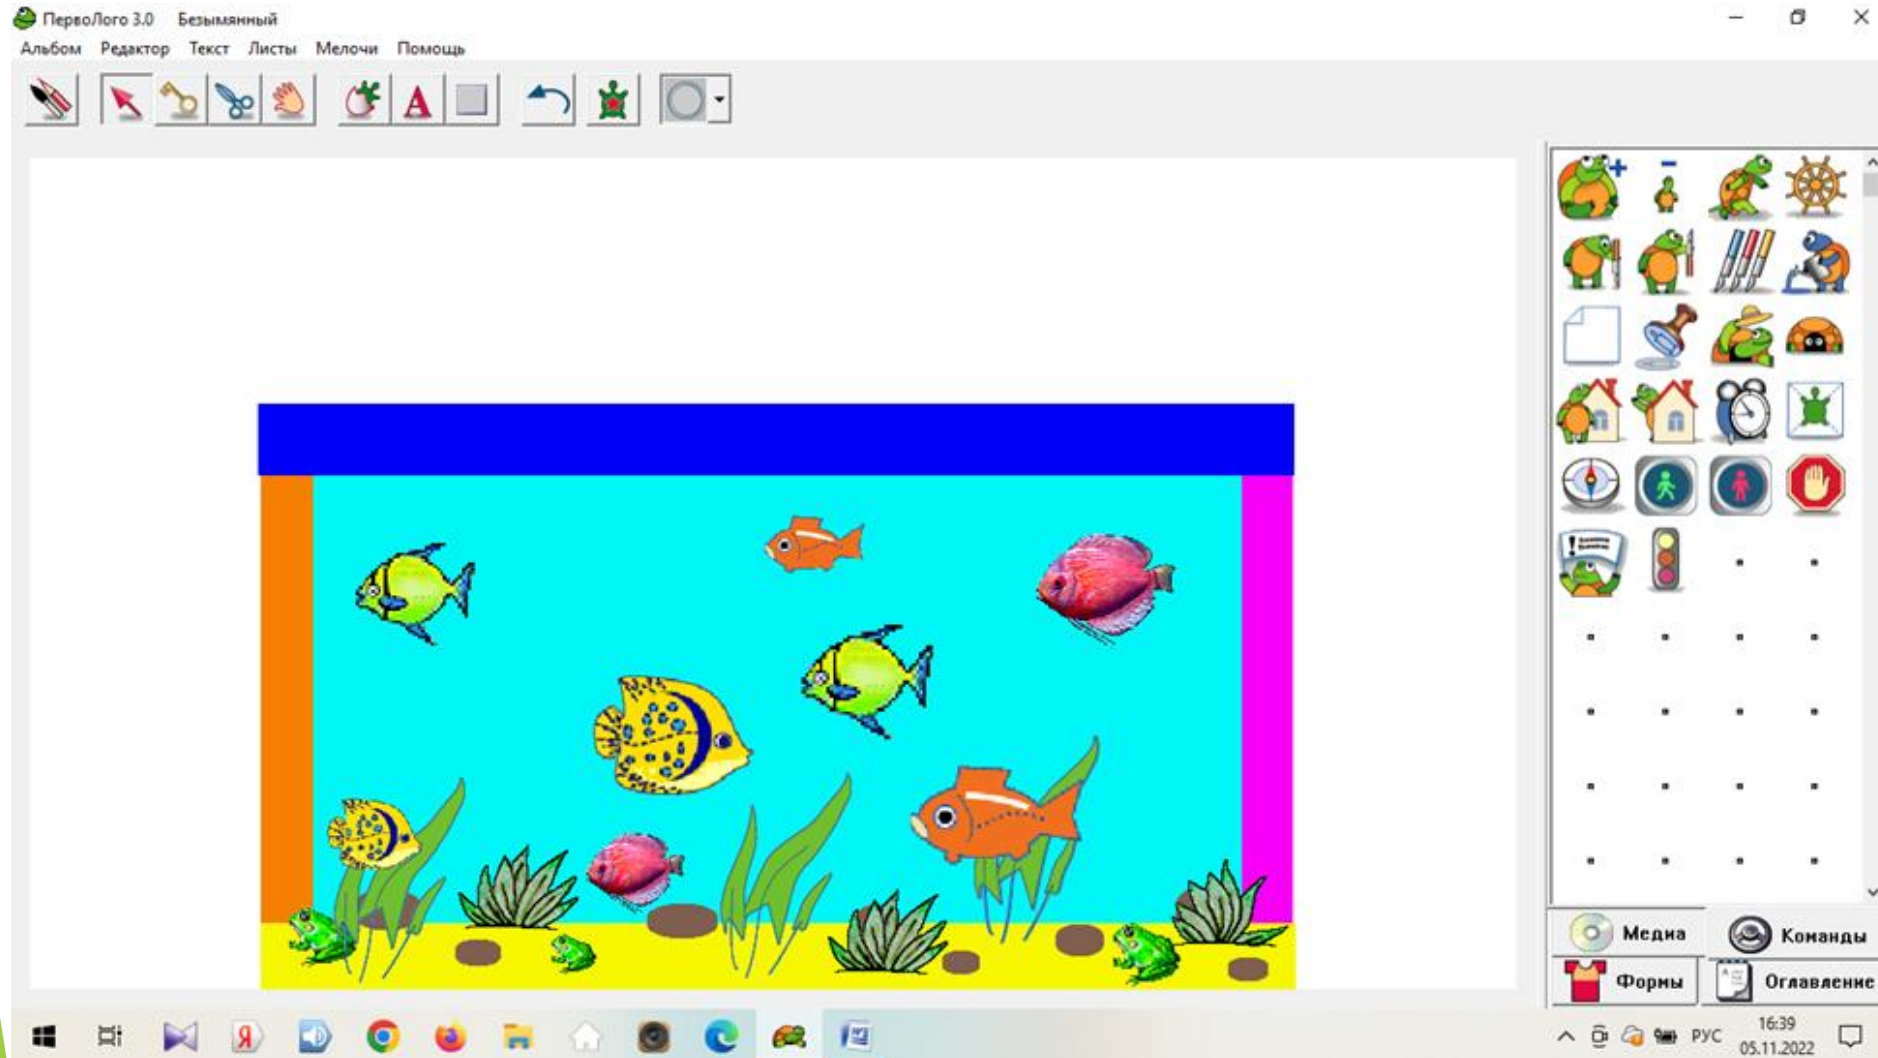 ПервоЛого 3.0 Безымянный
Альбом Редактор Текст Листы Мелочи Помощь
A
Медиа
Команды
Формы
Оглавление
Я
РУС
16:39
05.11.2022